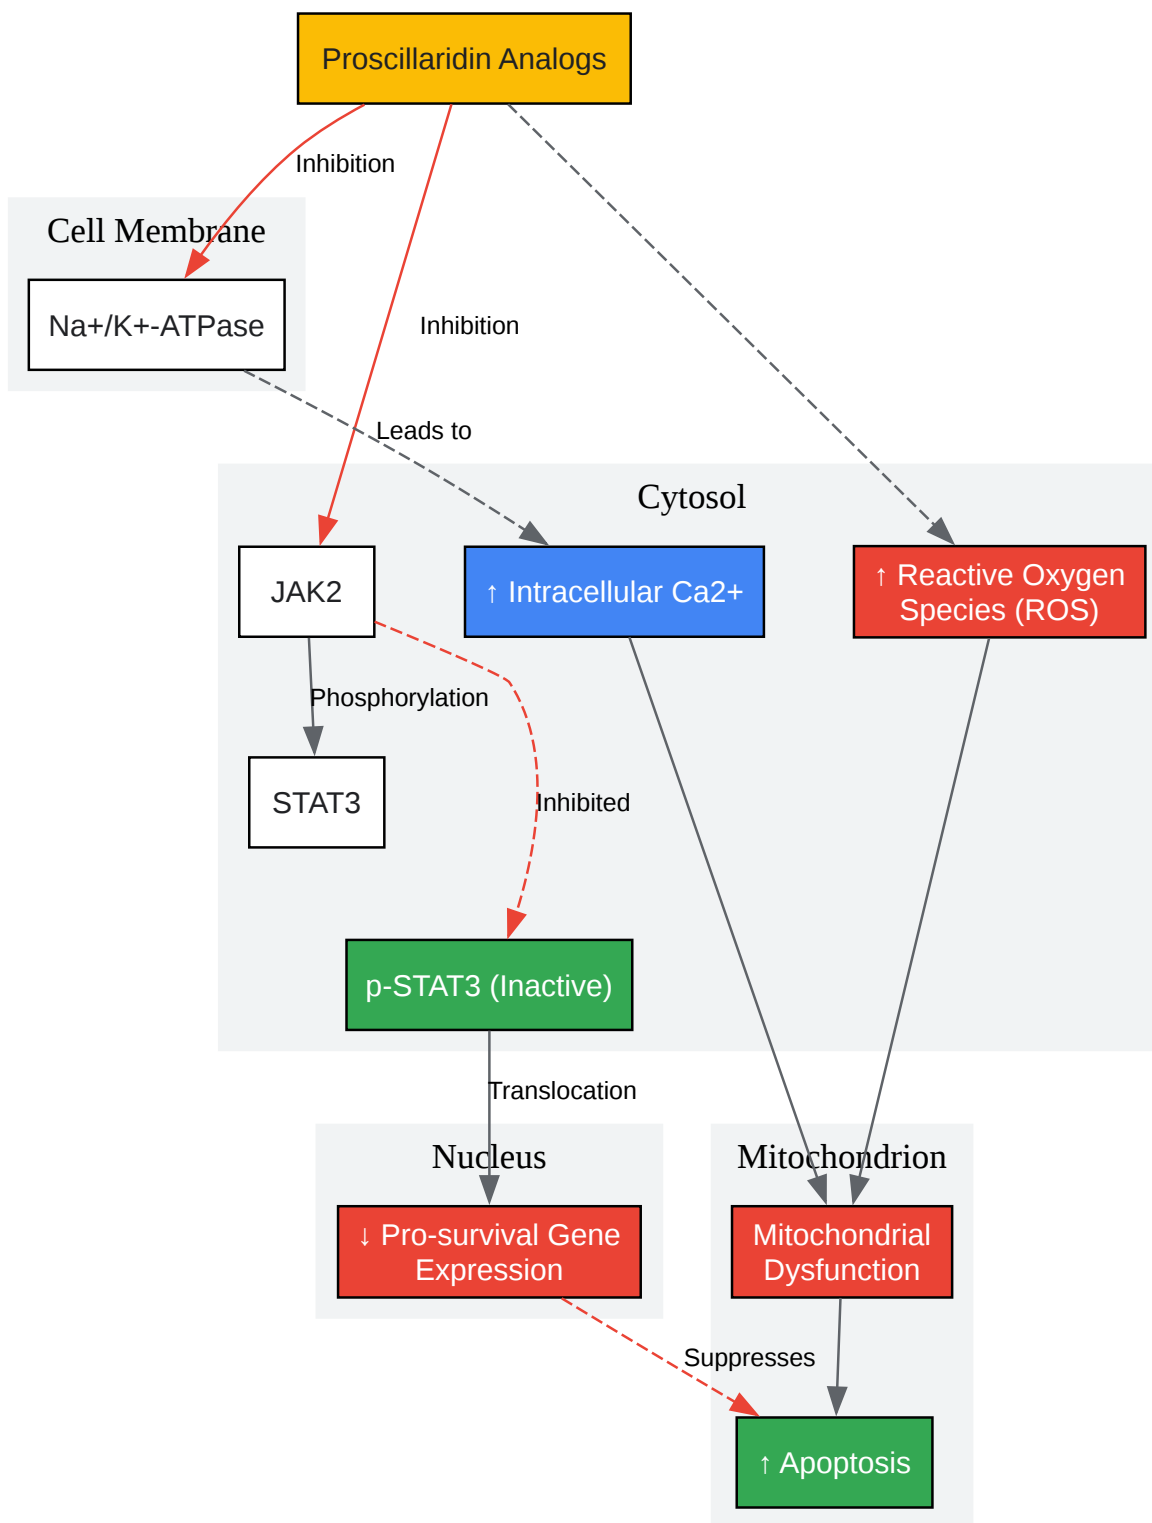 Proscillaridin Analogs
Inhibition
Cell Membrane
Na+/K+-ATPase
Inhibition
Leads to
Cytosol
JAK2
↑ Intracellular Ca2+
↑ Reactive Oxygen
Species (ROS)
Phosphorylation
STAT3
Inhibited
p-STAT3 (Inactive)
Translocation
Nucleus
Mitochondrion
↓ Pro-survival Gene
Expression
Mitochondrial
Dysfunction
Suppresses
↑ Apoptosis